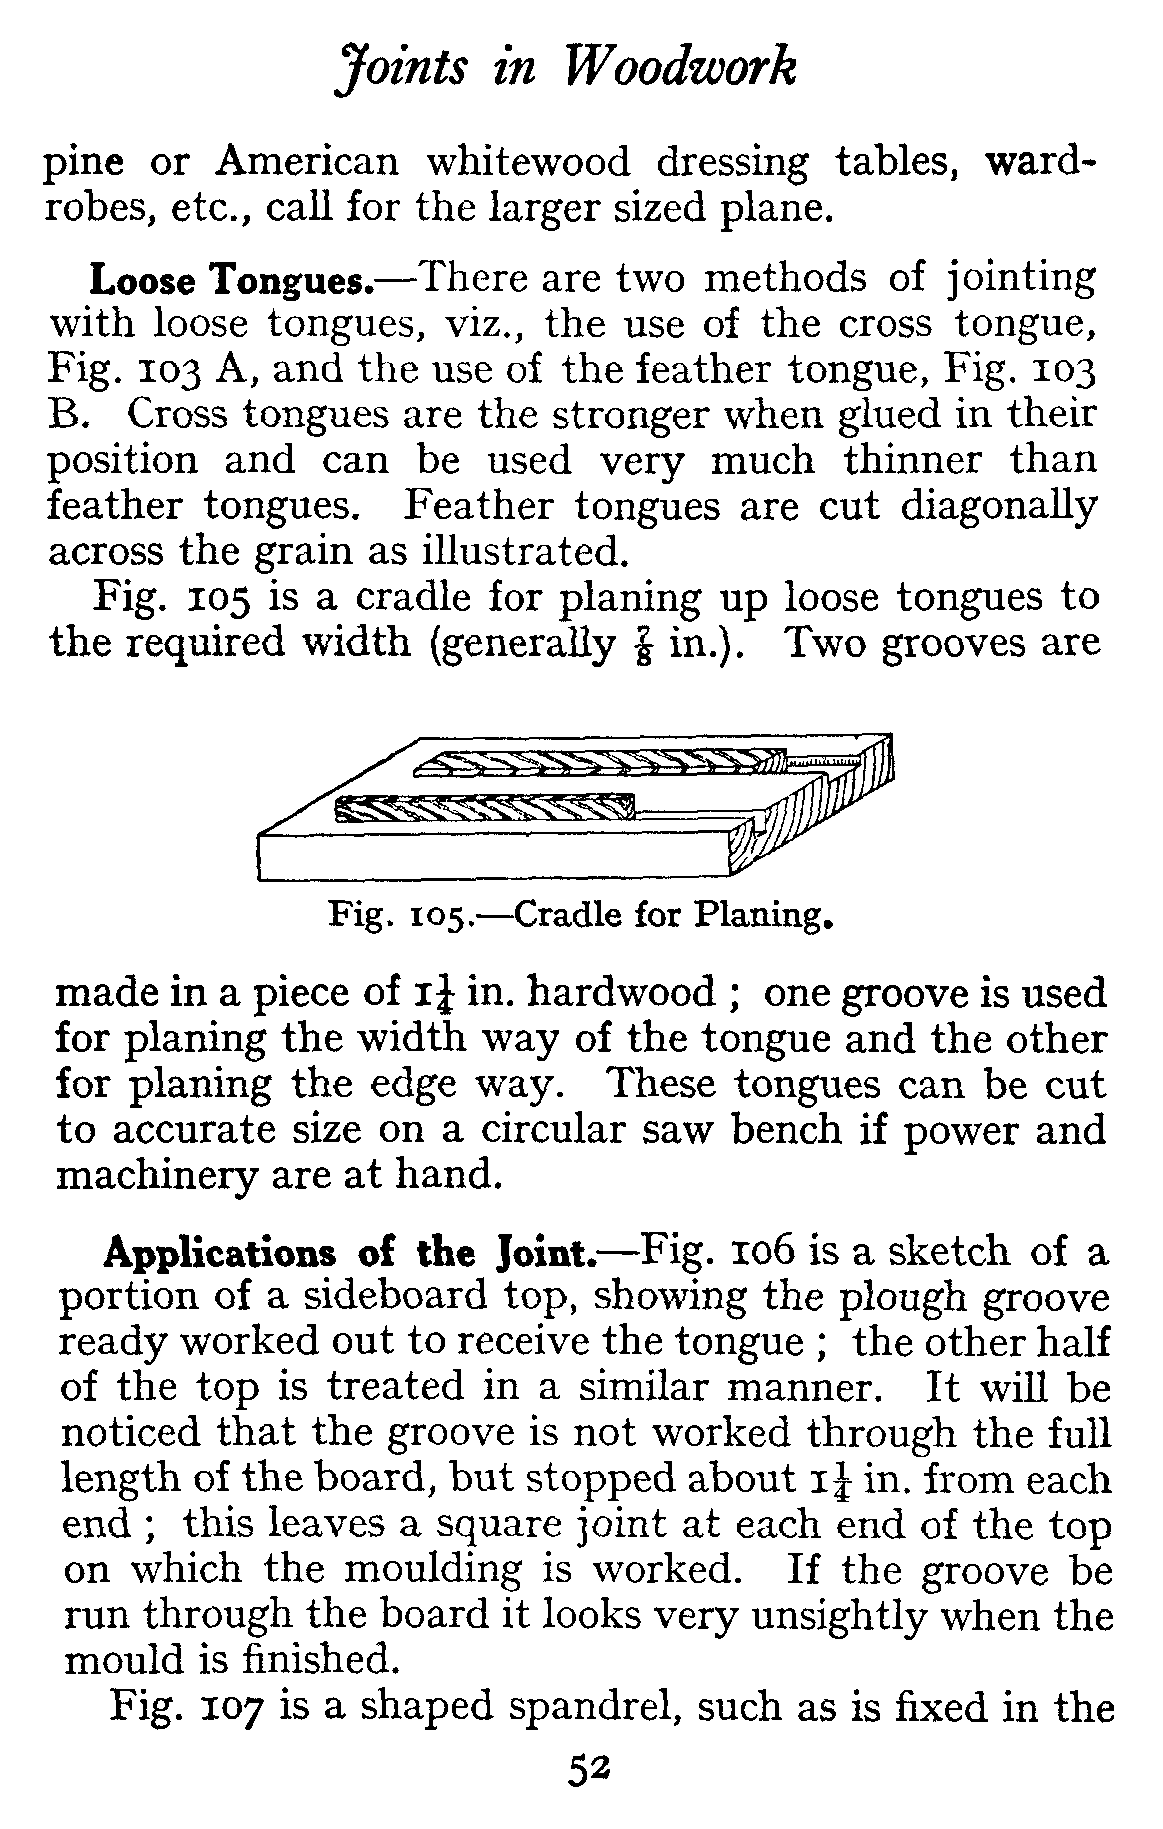 Joints in Woodwork
pine or American whitewood dressing tables, ward-
robes, etc., call for the larger sized plane.
Loose Tongues.—There are two methods of jointing
with loose tongues, viz., the use of the cross tongue,
Fig. 103 A, and the use of the feather tongue, Fig. 103
B. Cross tongues are the stronger when glued in their
position and can be used very much thinner than
feather tongues. Feather tongues are cut diagonally
across the grain as illustrated.
Fig. 105 is a cradle for planing up loose tongues to
the required width (generally ⅞ in.). Two grooves are
Fig. 105.—Cradle for Planing.
made in a piece of 1¼ in. hardwood ; one groove is used
for planing the width way of the tongue and the other
for planing the edge way. These tongues can be cut
to accurate size on a circular saw bench if power and
machinery are at hand.
Applications of the Joint.—Fig. 106 is a sketch of a
portion of a sideboard top, showing the plough groove
ready worked out to receive the tongue ; the other half
of the top is treated in a similar manner. It will be
noticed that the groove is not worked through the full
length of the board, but stopped about 1¼ in. from each
end ; this leaves a square joint at each end of the top
on which the moulding is worked. If the groove be
run through the board it looks very unsightly when the
mould is finished.
Fig. 107 is a shaped spandrel, such as is fixed in the
52